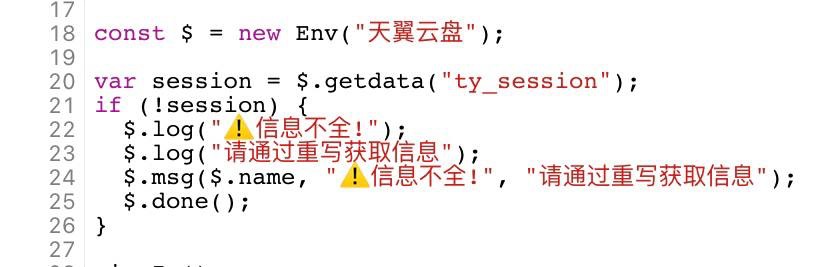 17
18 const $ = new Env("天翼云盘");
19
20 var session = $.getdata("ty_session");
21 if (!session) {
22   $.log("⚠️信息不全!");
23   $.log("请通过重写获取信息");
24   $.msg($.name, "⚠️信息不全!", "请通过重写获取信息");
25   $.done();
26 }
27